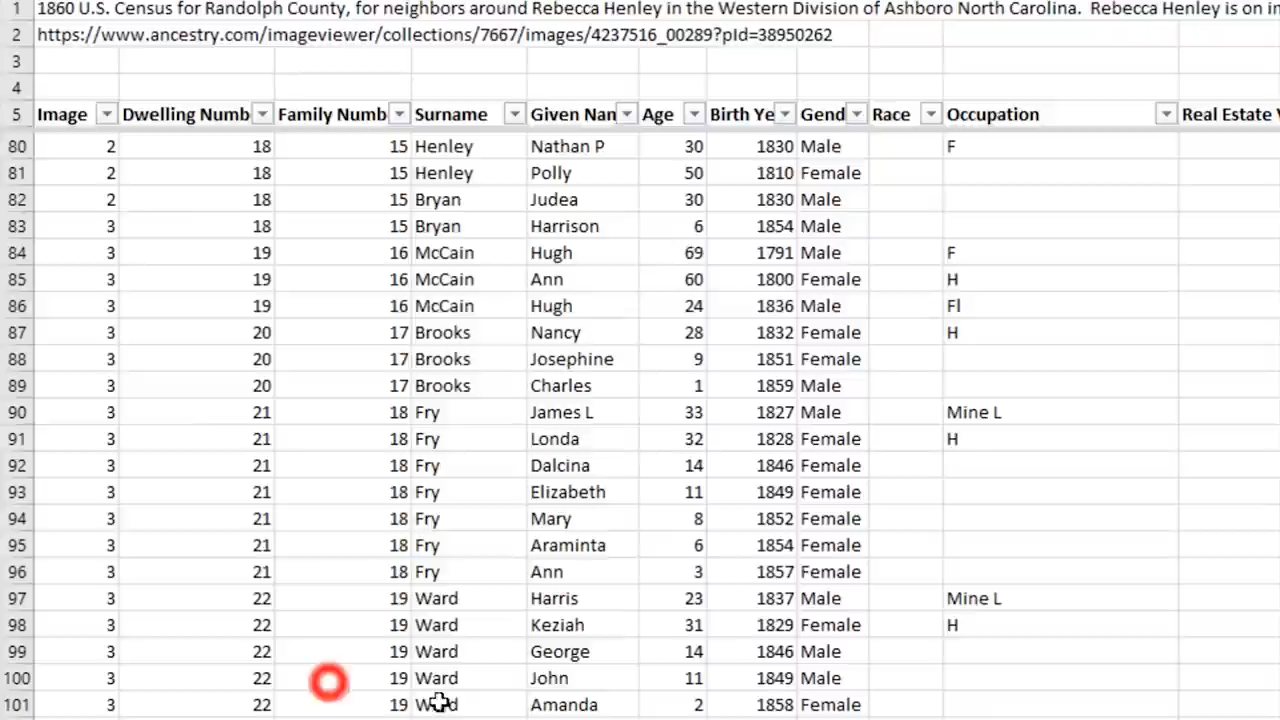 1 1860 U.S. Census for Randolph County, for neighbors around Rebecca Henley in the Western Division of Ashboro North Carolina. Rebecca Henley is on
2 https://www.ancestry.com/imageviewer/collections/7667/images/4237516_00289?pId=38950262
3
4
5 Image Dwelling Numb Family Numb Surname Given Nan Age Birth Ye Gend Race Occupation Real Estate
80 2 18 15 Henley Nathan P 30 1830 Male F
81 2 18 15 Henley Polly 50 1810 Female
82 2 18 15 Bryan Judea 30 1830 Male
83 3 18 15 Bryan Harrison 6 1854 Male
84 3 19 16 McCain Hugh 69 1791 Male F
85 3 19 16 McCain Ann 60 1800 Female H
86 3 19 16 McCain Hugh 24 1836 Male Fl
87 3 20 17 Brooks Nancy 28 1832 Female H
88 3 20 17 Brooks Josephine 9 1851 Female
89 3 20 17 Brooks Charles 1 1859 Male
90 3 21 18 Fry James L 33 1827 Male Mine L
91 3 21 18 Fry Londa 32 1828 Female H
92 3 21 18 Fry Dalcina 14 1846 Female
93 3 21 18 Fry Elizabeth 11 1849 Female
94 3 21 18 Fry Mary 8 1852 Female
95 3 21 18 Fry Araminta 6 1854 Female
96 3 21 18 Fry Ann 3 1857 Female
97 3 22 19 Ward Harris 23 1837 Male Mine L
98 3 22 19 Ward Keziah 31 1829 Female H
99 3 22 19 Ward George 14 1846 Male
100 3 22 19 Ward John 11 1849 Male
101 3 22 19 Ward Amanda 2 1858 Female